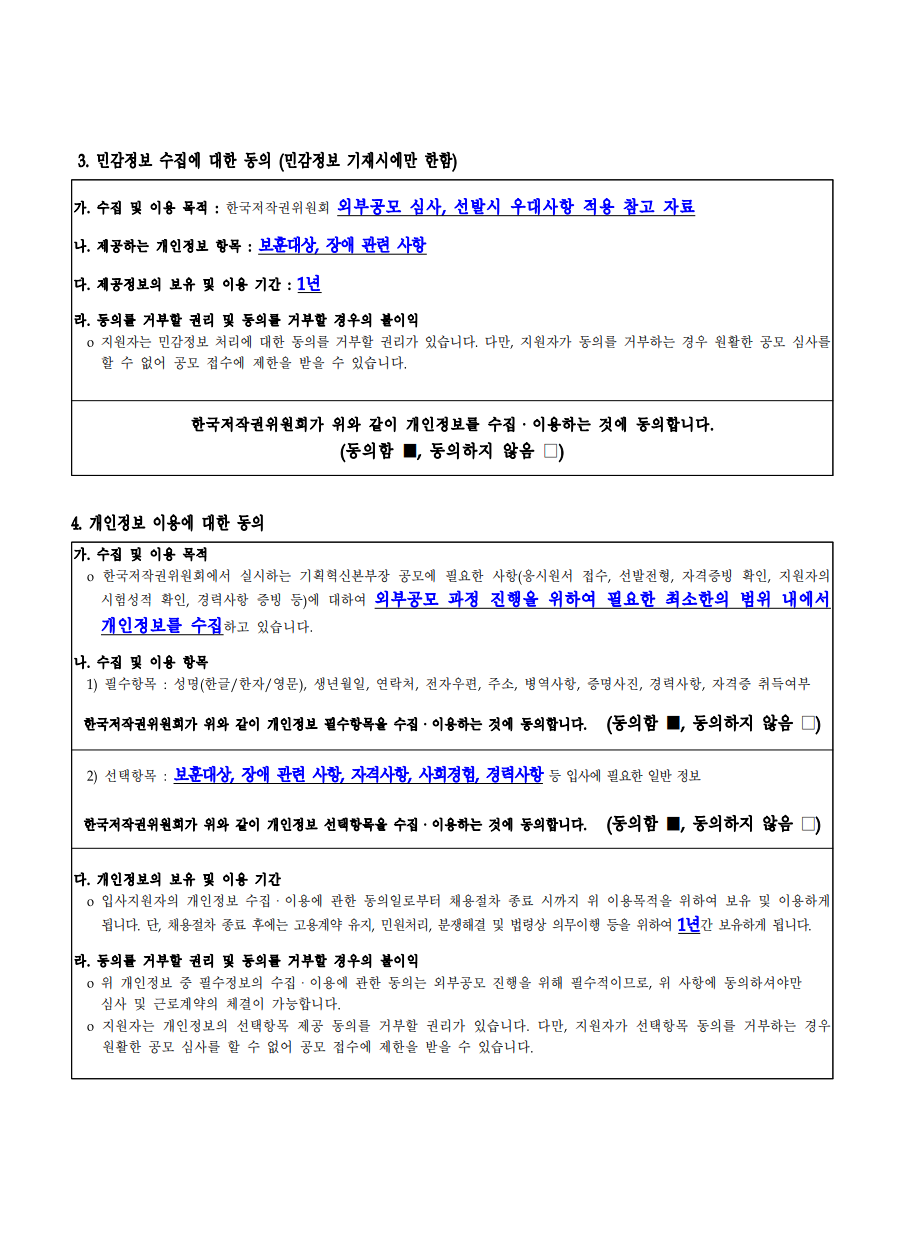 3. 민감정보 수집에 대한 동의 (민감정보 기재시에만 한함)
가. 수집 및 이용 목적 : 한국저작권위원회 외부공모 심사, 선발시 우대사항 적용 참고 자료
나. 제공하는 개인정보 항목 : 보훈대상, 장애 관련 사항
다. 제공정보의 보유 및 이용 기간 : 1년
라. 동의를 거부할 권리 및 동의를 거부할 경우의 불이익
o 지원자는 민감정보 처리에 대한 동의를 거부할 권리가 있습니다. 다만, 지원자가 동의를 거부하는 경우 원활한 공모 심사를
할 수 없어 공모 접수에 제한을 받을 수 있습니다.
한국저작권위원회가 위와 같이 개인정보를 수집ㆍ이용하는 것에 동의합니다.
(동의함 ■, 동의하지 않음 □)
4. 개인정보 이용에 대한 동의
가. 수집 및 이용 목적
o 한국저작권위원회에서 실시하는 기획혁신본부장 공모에 필요한 사항(응시원서 접수, 선발전형, 자격증빙 확인, 지원자의
시험성적 확인, 경력사항 증빙 등)에 대하여 외부공모 과정 진행을 위하여 필요한 최소한의 범위 내에서
개인정보를 수집하고 있습니다.
나. 수집 및 이용 항목
1) 필수항목 : 성명(한글/한자/영문), 생년월일, 연락처, 전자우편, 주소, 병역사항, 증명사진, 경력사항, 자격증 취득여부
한국저작권위원회가 위와 같이 개인정보 필수항목을 수집ㆍ이용하는 것에 동의합니다. (동의함 ■, 동의하지 않음 □)
2) 선택항목 : 보훈대상, 장애 관련 사항, 자격사항, 사회경험, 경력사항 등 입사에 필요한 일반 정보
한국저작권위원회가 위와 같이 개인정보 선택항목을 수집ㆍ이용하는 것에 동의합니다. (동의함 ■, 동의하지 않음 □)
다. 개인정보의 보유 및 이용 기간
o 입사지원자의 개인정보 수집ㆍ이용에 관한 동의일로부터 채용절차 종료 시까지 위 이용목적을 위하여 보유 및 이용하게
됩니다. 단, 채용절차 종료 후에는 고용계약 유지, 민원처리, 분쟁해결 및 법령상 의무이행 등을 위하여 1년간 보유하게 됩니다.
라. 동의를 거부할 권리 및 동의를 거부할 경우의 불이익
o 위 개인정보 중 필수정보의 수집ㆍ이용에 관한 동의는 외부공모 진행을 위해 필수적이므로, 위 사항에 동의하셔야만
심사 및 근로계약의 체결이 가능합니다.
o 지원자는 개인정보의 선택항목 제공 동의를 거부할 권리가 있습니다. 다만, 지원자가 선택항목 동의를 거부하는 경우
원활한 공모 심사를 할 수 없어 공모 접수에 제한을 받을 수 있습니다.